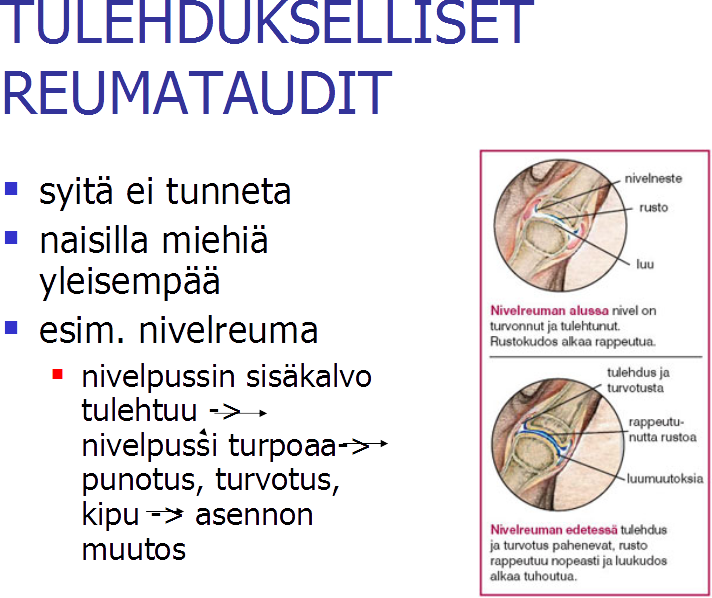 TULEHDUKSELLISET
REUMATAUDIT
syitä ei tunneta
naisilla miehiä
yleisempää
esim. nivelreuma
nivelpussin sisäkalvo
tulehtuu ->
nivelpussi turpoaa->
punotus, turvotus,
kipu -> asennon
muutos
nivelneste
rusto
luu
Nivelreuman alussa nivel on
turvonnut ja tulehtunut.
Rustokudos alkaa rappeutua.
tulehdus ja
turvotusta
rappeutu-
nutta rustoa
luumuutoksia
Nivelreuman edetessä tulehdus
ja turvotus pahenevat, rusto
rappeutuu nopeasti ja luukudos
alkaa tuhoutua.